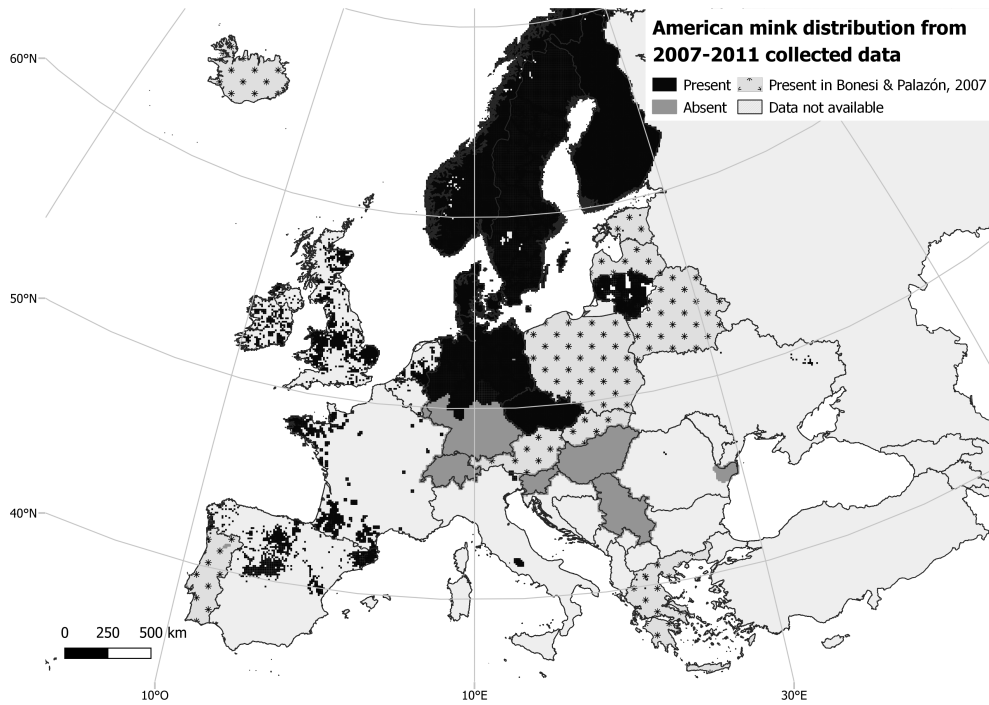 American mink distribution from
2007-2011 collected data
Present Present in Bonesi & Palazón, 2007
Absent Data not available
60°N
50°N
40°N
0 250 500 km
10°O 10°E 30°E